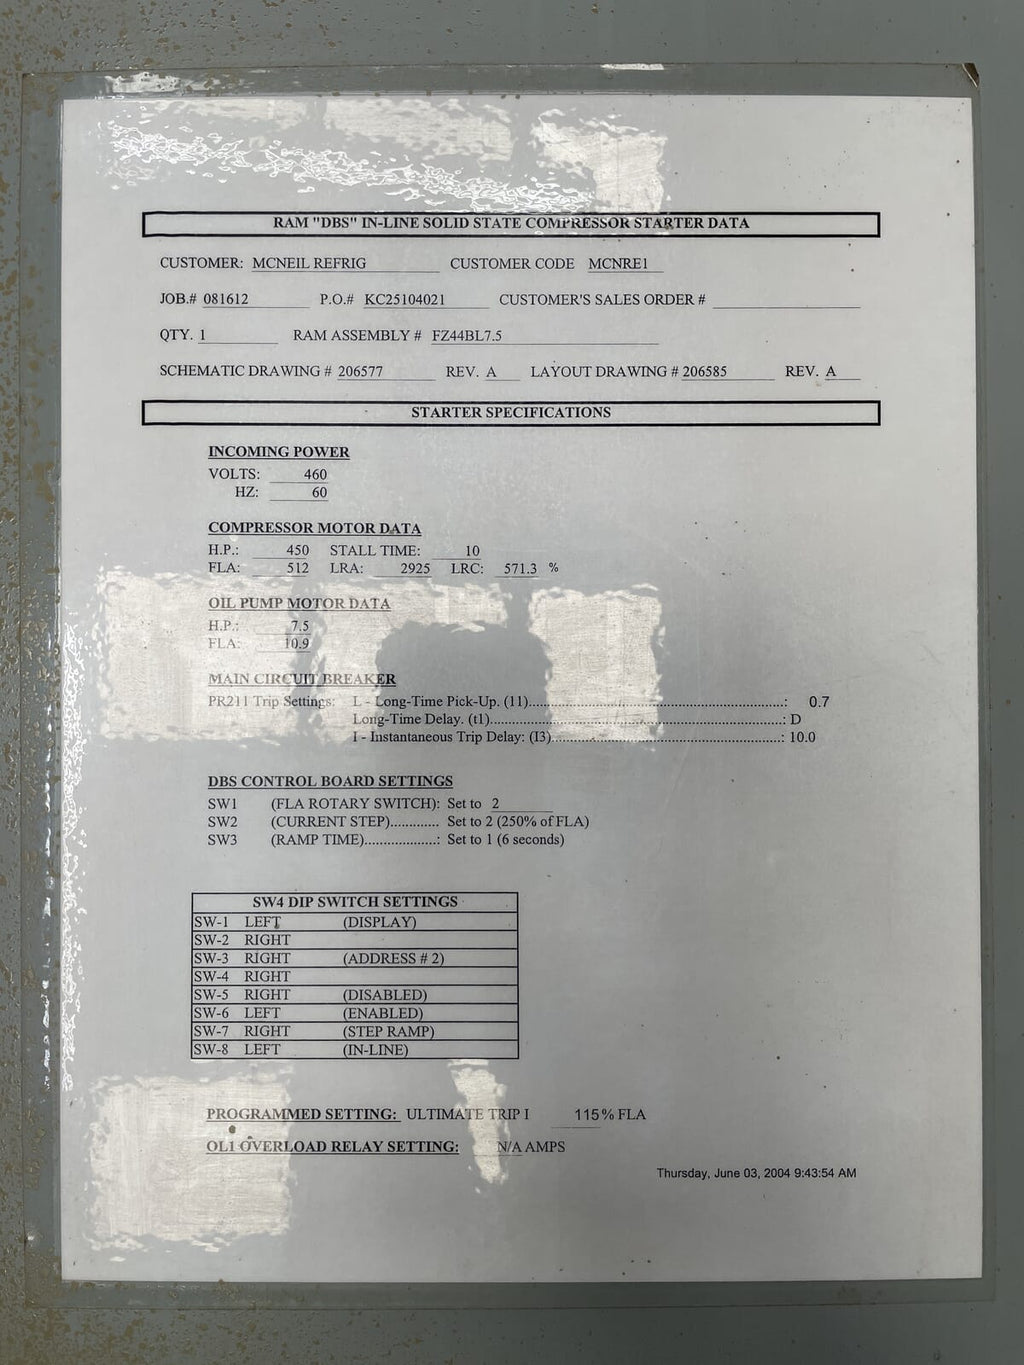 RAM "DBS" IN-LINE SOLID STATE COMPRESSOR STARTER DATA
CUSTOMER: MCNEIL REFRIG CUSTOMER CODE MCNRE1
JOB.# 081612 P.O.# KC25104021 CUSTOMER'S SALES ORDER #
QTY. 1 RAM ASSEMBLY # FZ44BL7.5
SCHEMATIC DRAWING # 206577 REV. A LAYOUT DRAWING # 206585 REV. A
STARTER SPECIFICATIONS
INCOMING POWER
VOLTS: 460
HZ: 60
COMPRESSOR MOTOR DATA
H.P.: 450 STALL TIME: 10
FLA: 512 LRA: 2925 LRC: 571.3 %
OIL PUMP MOTOR DATA
H.P.: 7.5
FLA: 10.9
MAIN CIRCUIT BREAKER
PR211 Trip Settings: L - Long-Time Pick-Up. (11)......: 0.7
Long-Time Delay. (t1)......: D
I - Instantaneous Trip Delay: (I3)......: 10.0
DBS CONTROL BOARD SETTINGS
SW1 (FLA ROTARY SWITCH): Set to 2
SW2 (CURRENT STEP)............. Set to 2 (250% of FLA)
SW3 (RAMP TIME)...................: Set to 1 (6 seconds)
SW4 DIP SWITCH SETTINGS
SW-1 LEFT (DISPLAY)
SW-2 RIGHT
SW-3 RIGHT (ADDRESS # 2)
SW-4 RIGHT
SW-5 RIGHT (DISABLED)
SW-6 LEFT (ENABLED)
SW-7 RIGHT (STEP RAMP)
SW-8 LEFT (IN-LINE)
PROGRAMMED SETTING: ULTIMATE TRIP I 115% FLA
OL1 OVERLOAD RELAY SETTING: N/A AMPS
Thursday, June 03, 2004 9:43:54 AM